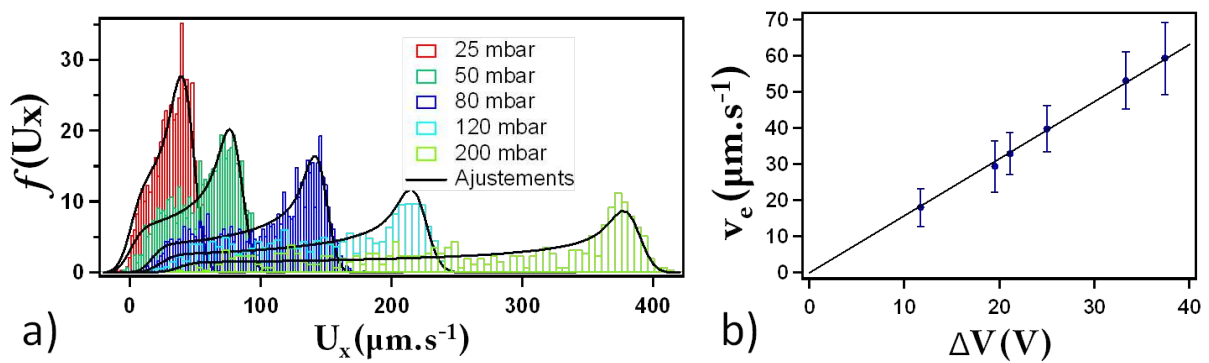 a)
f(Ux)
30
20
10
0
25 mbar
50 mbar
80 mbar
120 mbar
200 mbar
Ajustements
0 100 200 300 400
Uₓ(µm.s⁻¹)
b)
vₑ(µm.s⁻¹)
70
60
50
40
30
20
10
0
0 10 20 30 40
ΔV(V)